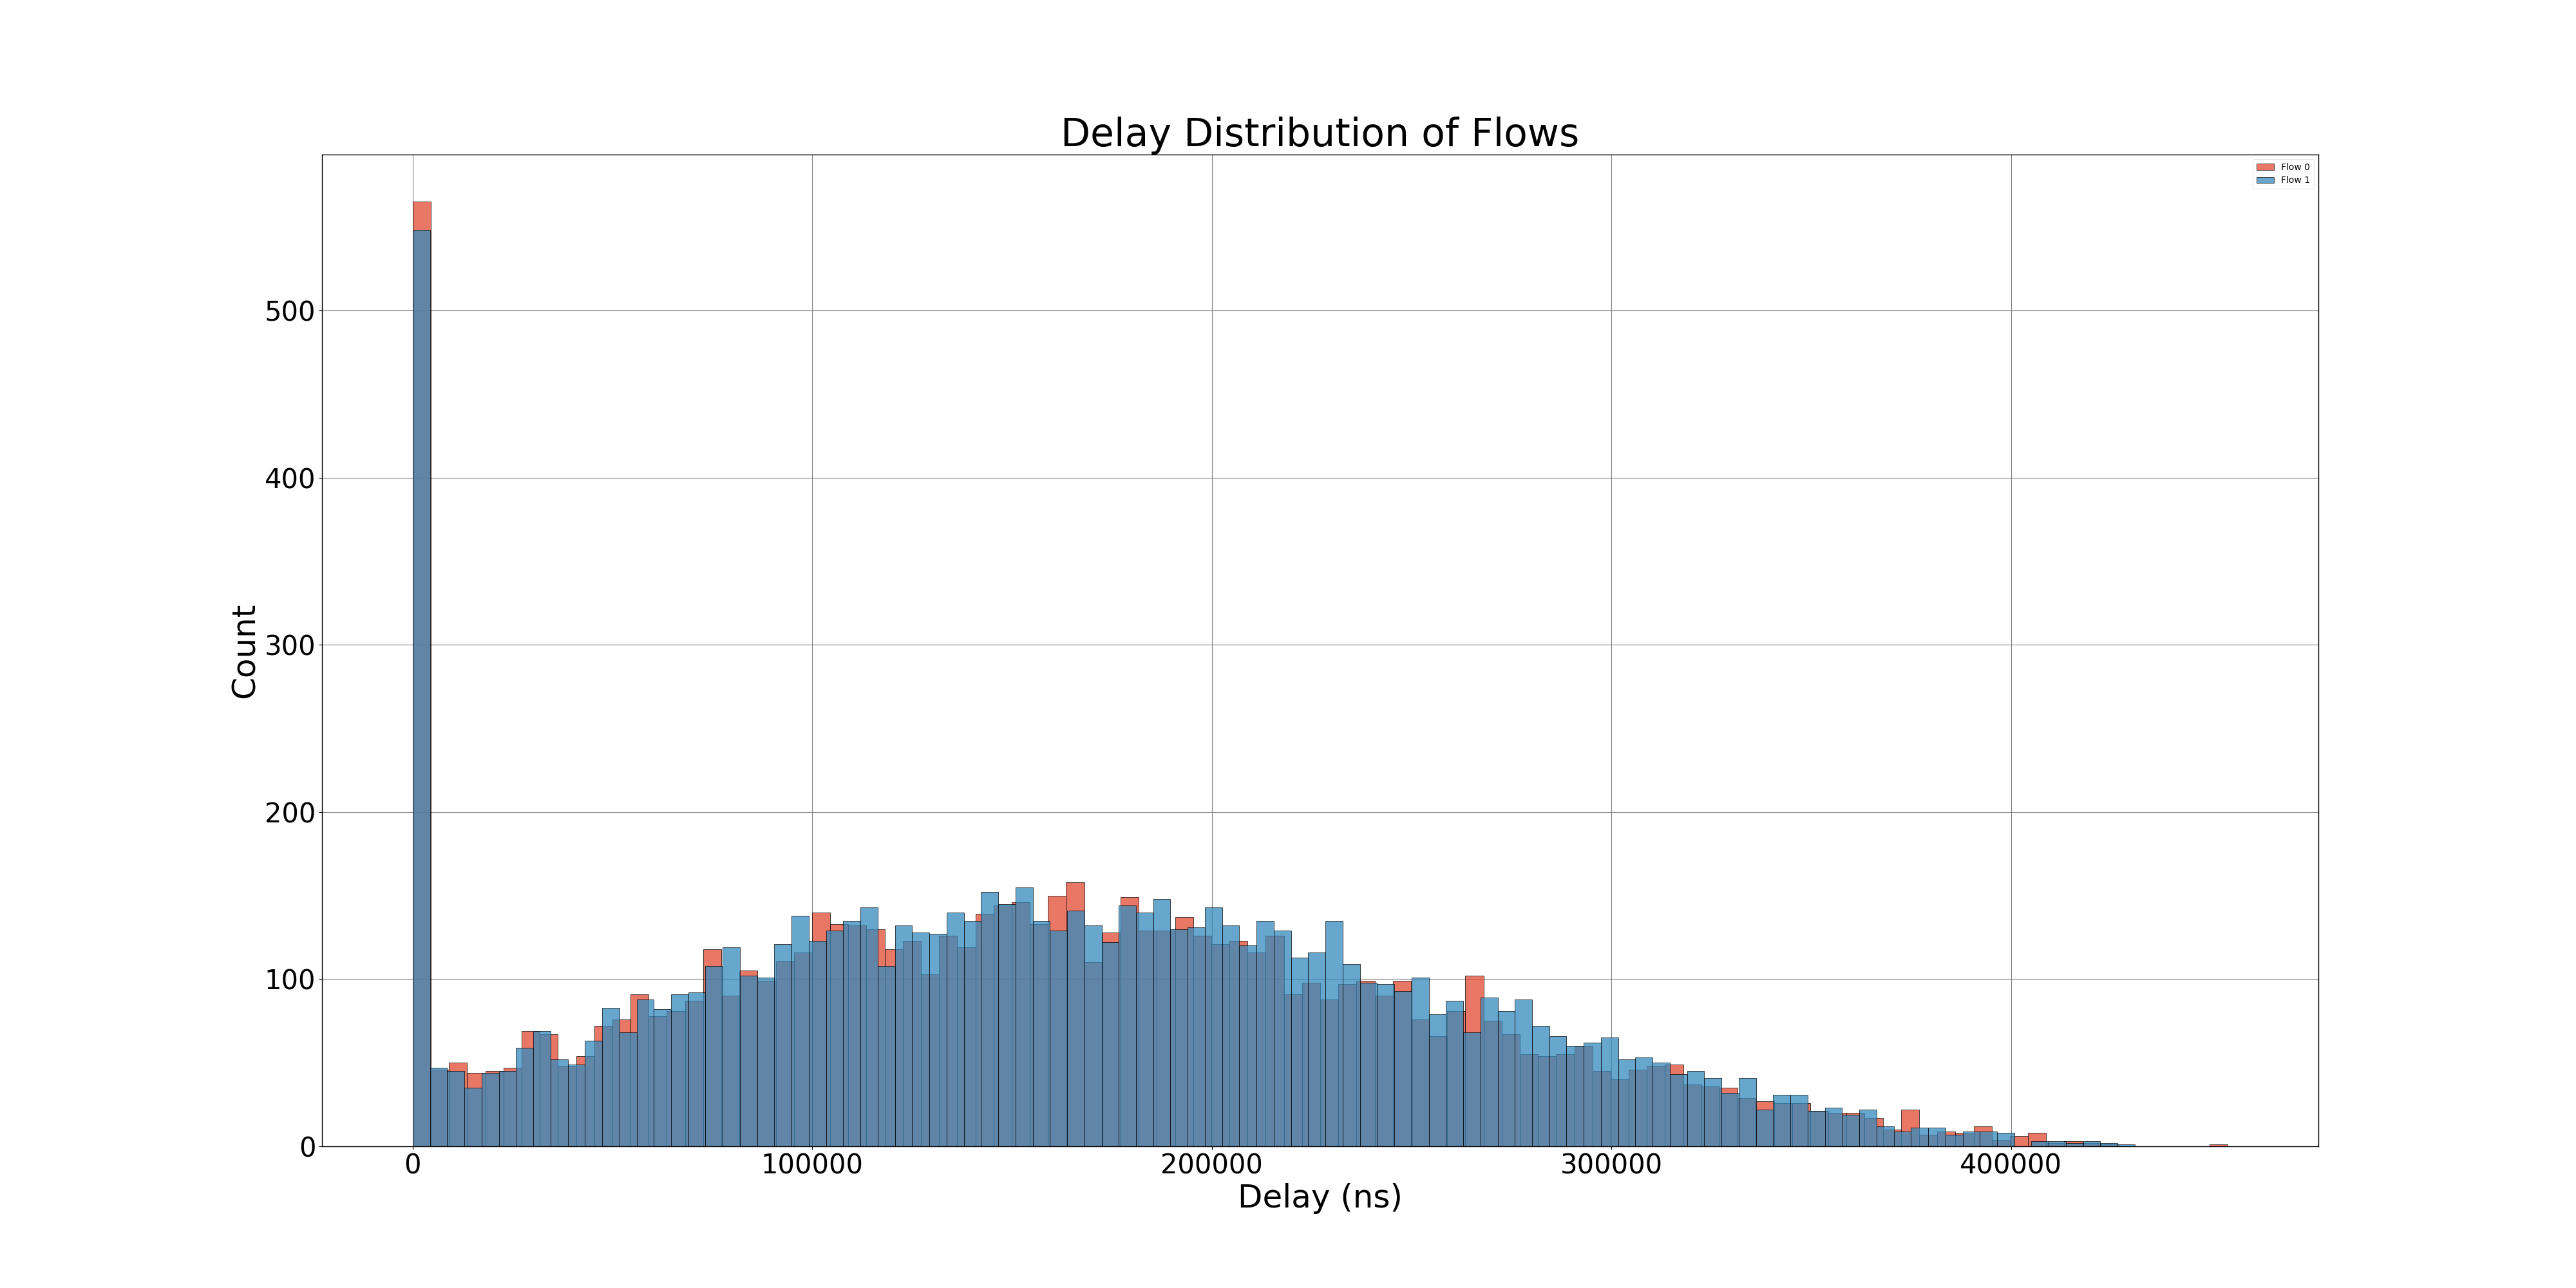 Delay Distribution of Flows
Flow 0
Flow 1
500
400
300
200
100
0
Count
0 100000 200000 300000 400000
Delay (ns)